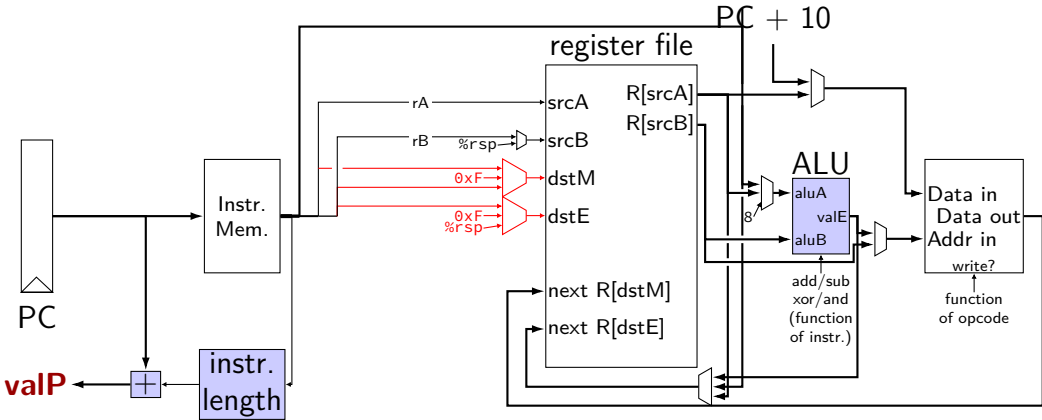 PC + 10
register file
rA
srcA
R[srcA]
R[srcB]
rB
%rsp
srcB
0xF
dstM
0xF
%rsp
dstE
ALU
aluA
valE
aluB
8
Instr.
Mem.
Data in
Data out
Addr in
write?
add/sub
xor/and
(function
of instr.)
function
of opcode
next R[dstM]
next R[dstE]
PC
valP
+
instr.
length